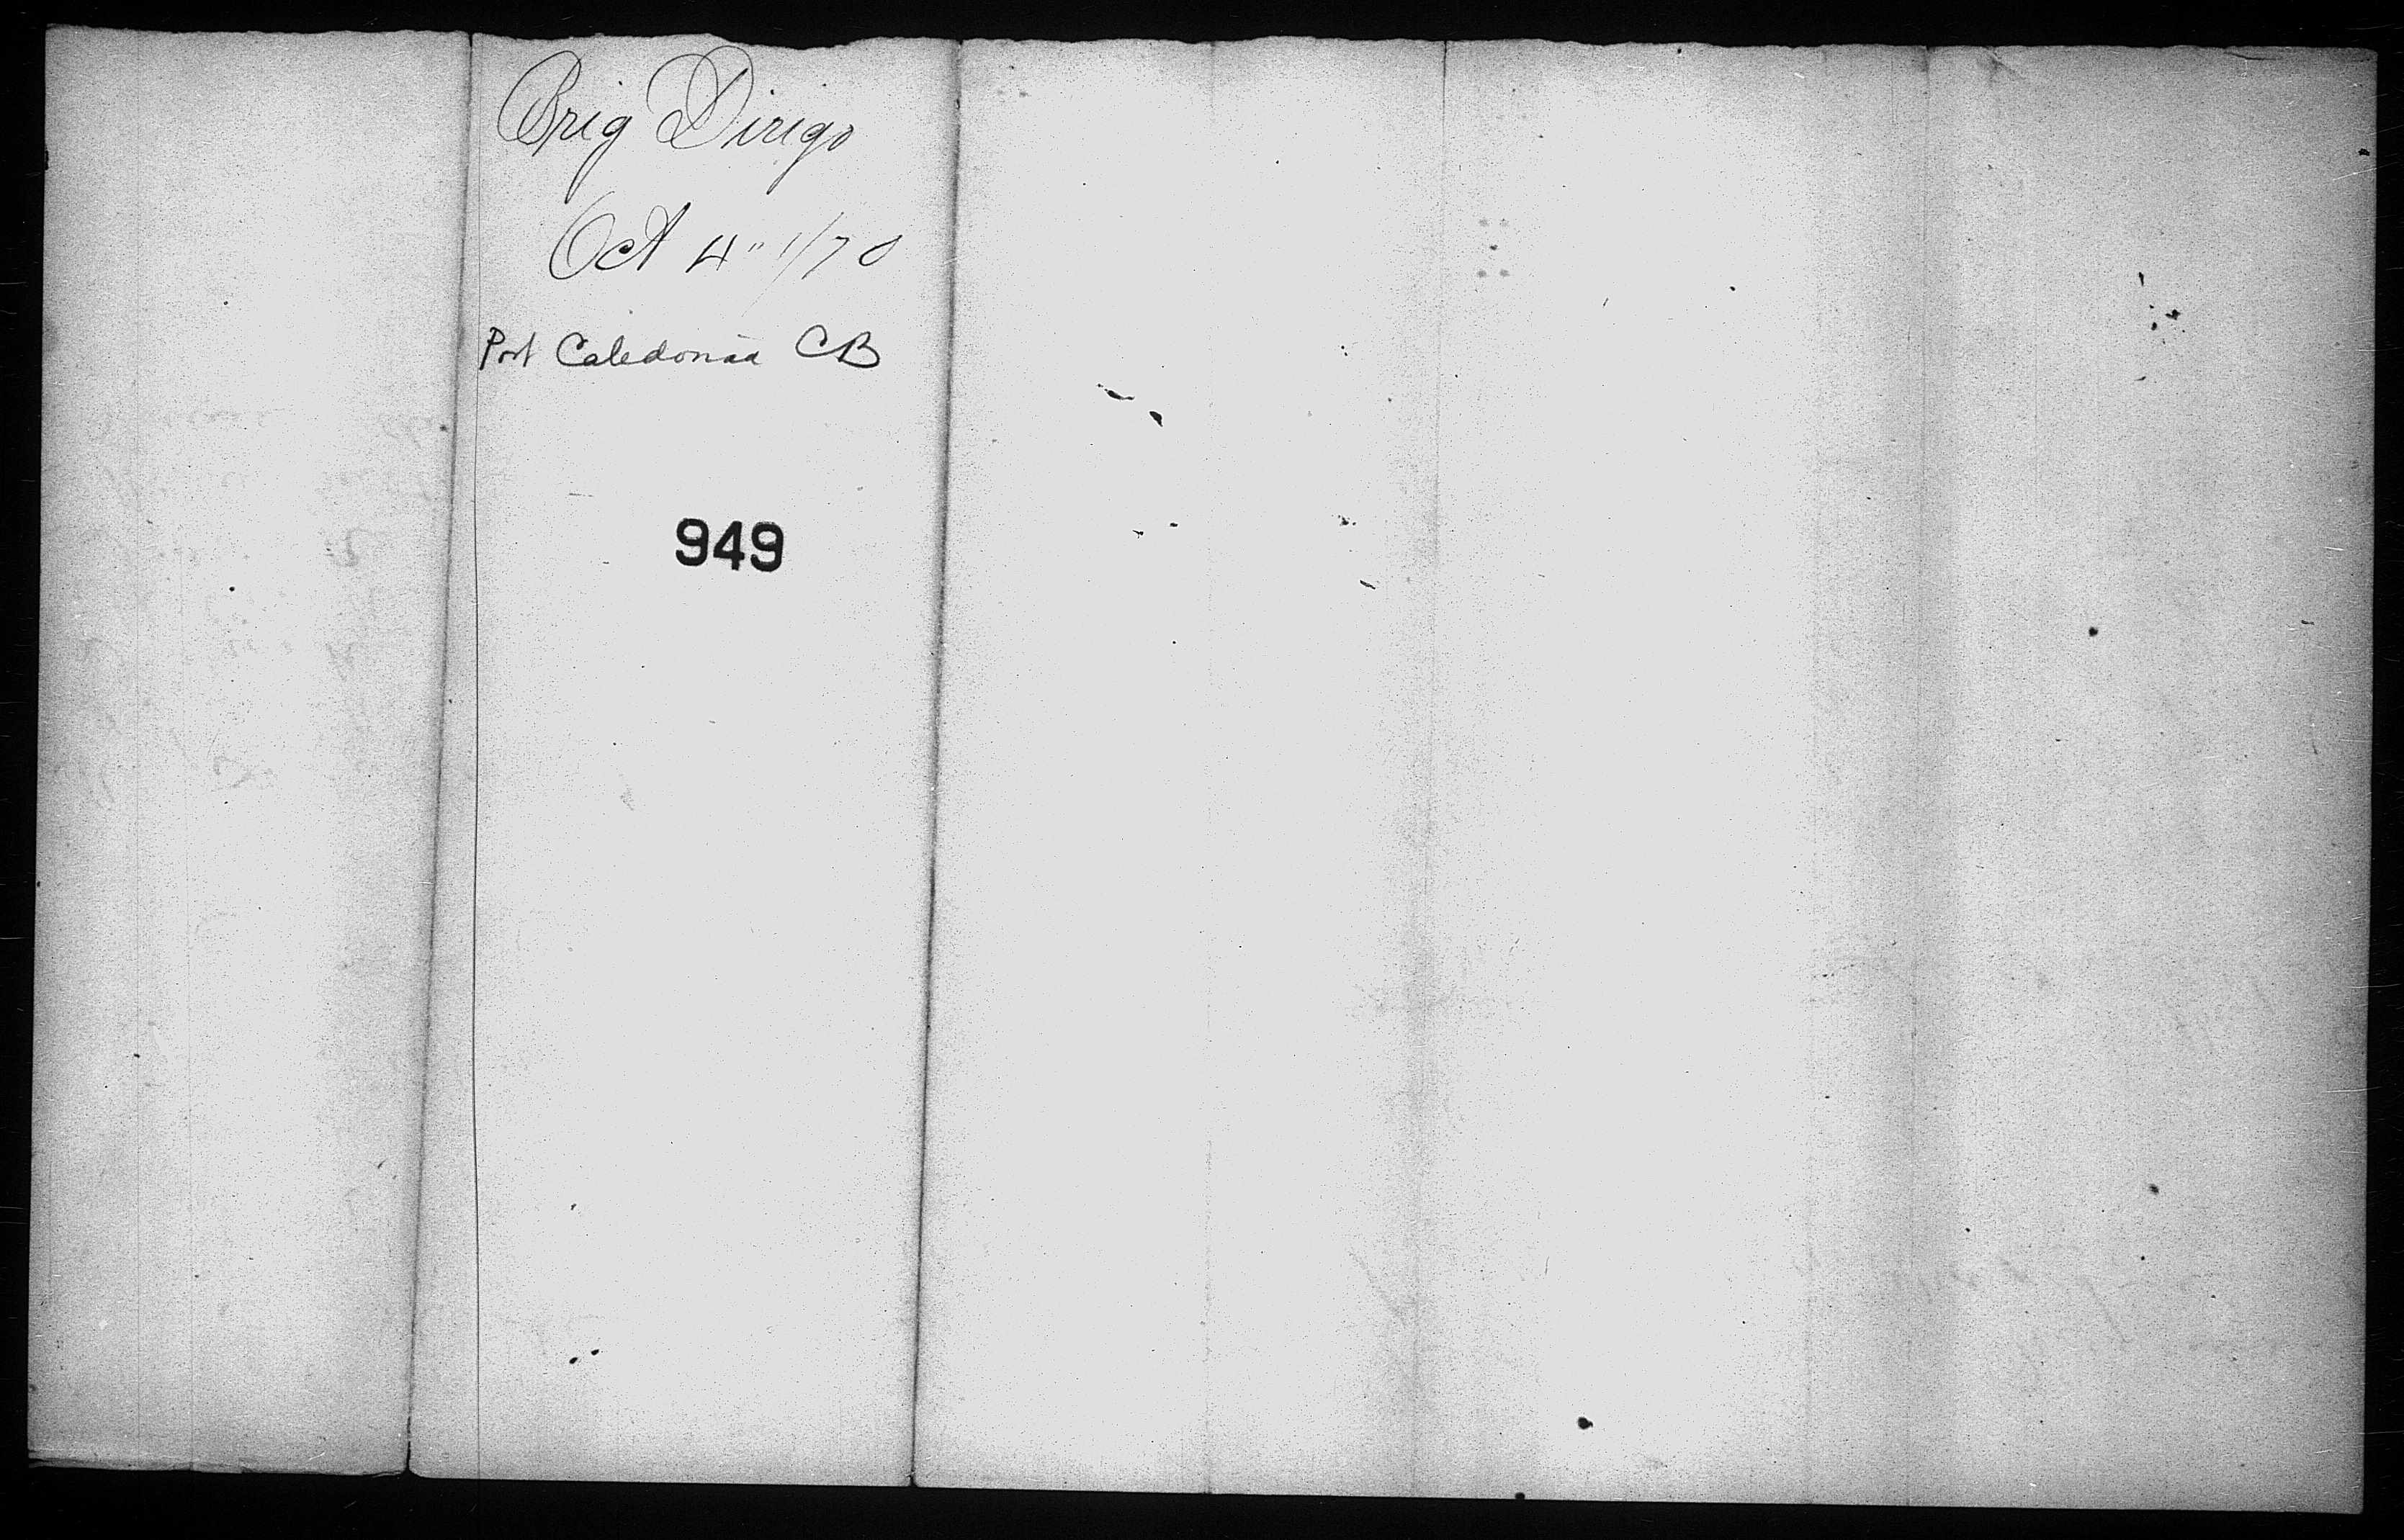 Brig Dirigo
Oct 4" 1/70
Port Caledonia CB
949